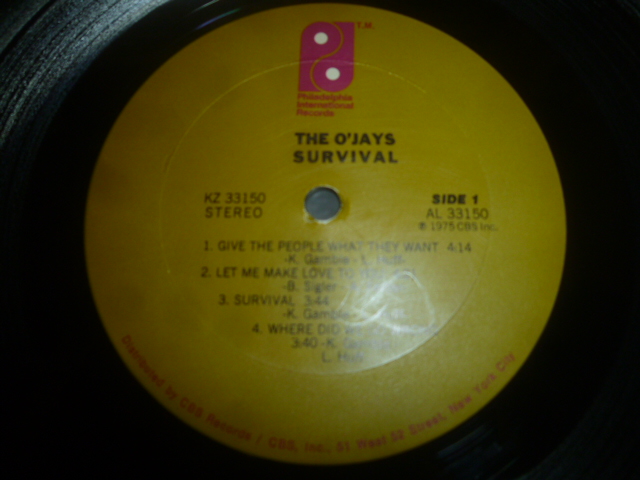 T.M.
Philadelphia
International
Records
THE O'JAYS
SURVIVAL
KZ 33150
STEREO
SIDE 1
AL 33150
℗ 1975 CBS Inc.
1. GIVE THE PEOPLE WHAT THEY WANT 4:14
-K. Gamble - L. Huff-
2. LET ME MAKE LOVE TO
-B. Sigler-
3. SURVIVAL 3:44
-K. Gamble-
4. WHERE DID
3:40 -K.
L.
Distributed by CBS Records / CBS, Inc., 51 West 52 Street, New York City